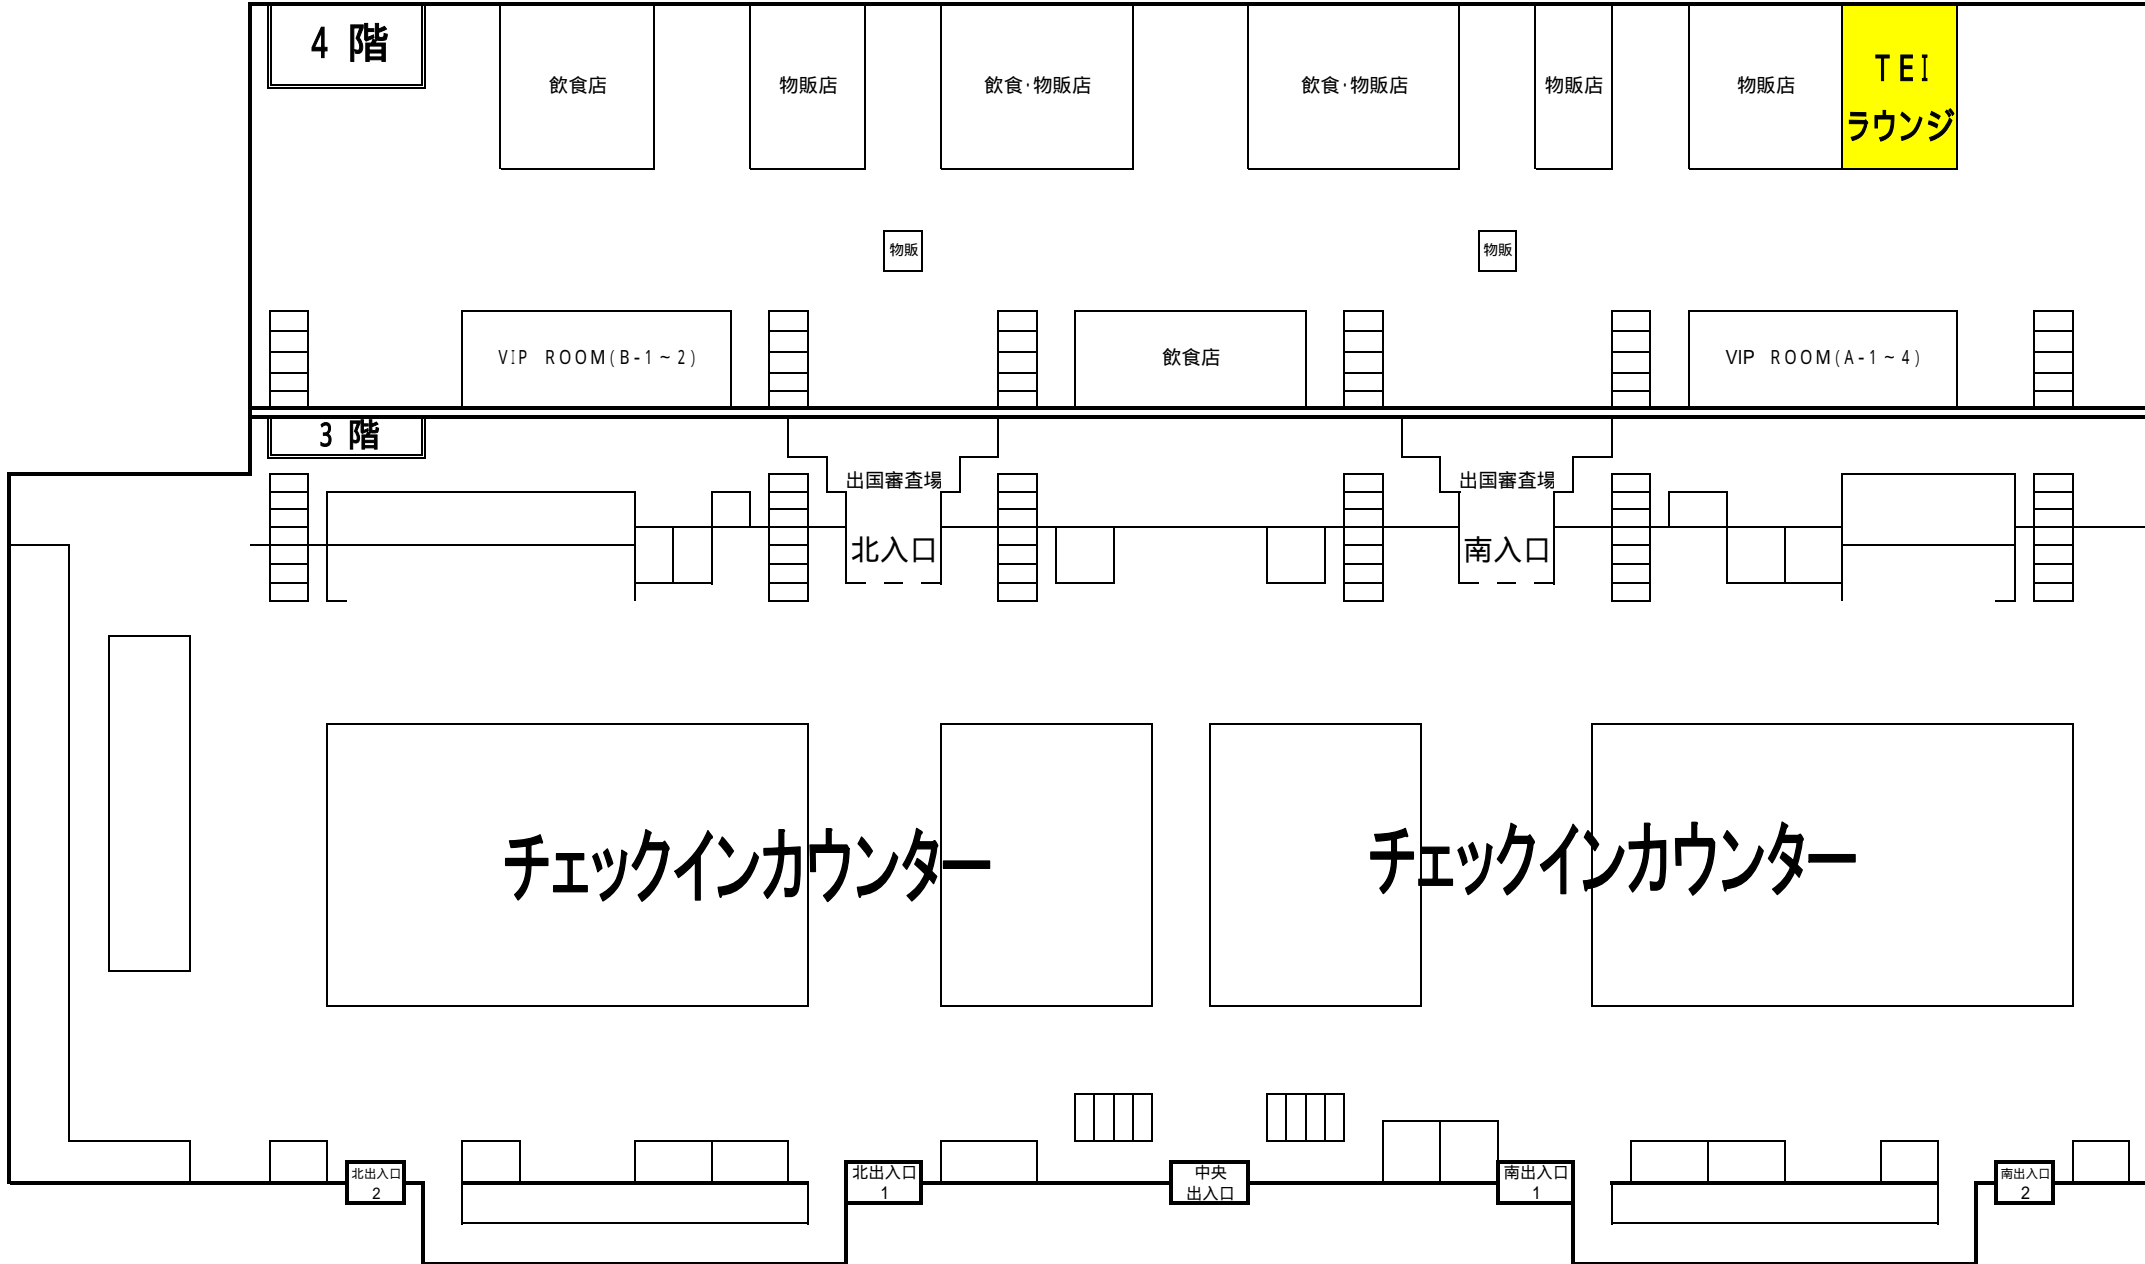 4 階
飲食店
物販店
飲食・物販店
飲食・物販店
物販店
物販店
TEI
ラウンジ
物販
物販
VIP ROOM(B-1~2)
飲食店
VIP ROOM(A-1~4)
3 階
出国審査場
出国審査場
北入口
南入口
チェックインカウンター
チェックインカウンター
北出入口
2
北出入口
1
中央
出入口
南出入口
1
南出入口
2